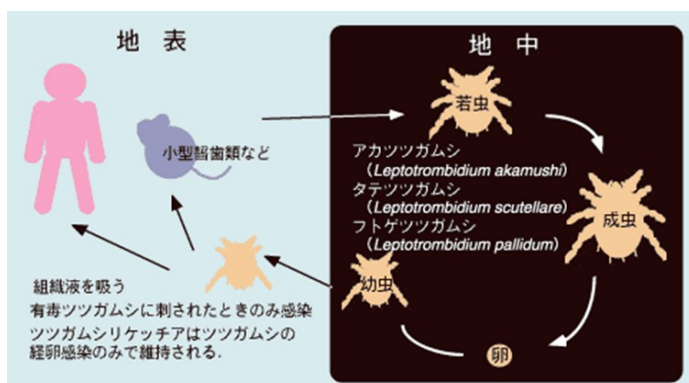 地 表
地 中
若虫
小型齧歯類など
アカツツガムシ
（Leptotrombidium akamushi）
タテツツガムシ
（Leptotrombidium scutellare）
フトゲツツガムシ
（Leptotrombidium pallidum）
成虫
幼虫
卵
組織液を吸う
有毒ツツガムシに刺されたときのみ感染
ツツガムシリケッチアはツツガムシの
経卵感染のみで維持される.